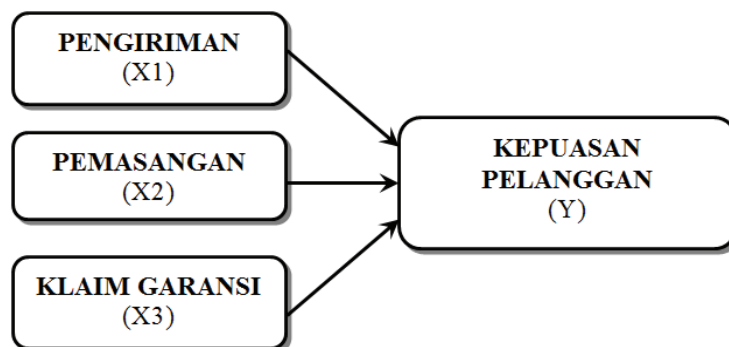 PENGIRIMAN
(X1)
PEMASANGAN
(X2)
KLAIM GARANSI
(X3)
KEPUASAN
PELANGGAN
(Y)